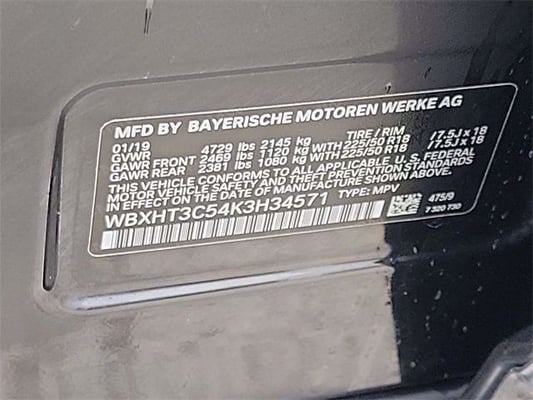 MFD BY BAYERISCHE MOTOREN WERKE AG
01/19 TIRE / RIM
GVWR 4729 lbs 2145 kg
GAWR FRONT 2469 lbs 1120 kg WITH 225/50 R18 / 7.5J x 18
GAWR REAR 2381 lbs 1080 kg WITH 225/50 R18 / 7.5J x 18
THIS VEHICLE CONFORMS TO ALL APPLICABLE U.S. FEDERAL
MOTOR VEHICLE SAFETY, BUMPER, AND THEFT PREVENTION
STANDARDS IN EFFECT ON THE DATE OF MANUFACTURE SHOWN ABOVE.
WBXHT3C54K3H34571 TYPE: MPV
475/9
7 320 730